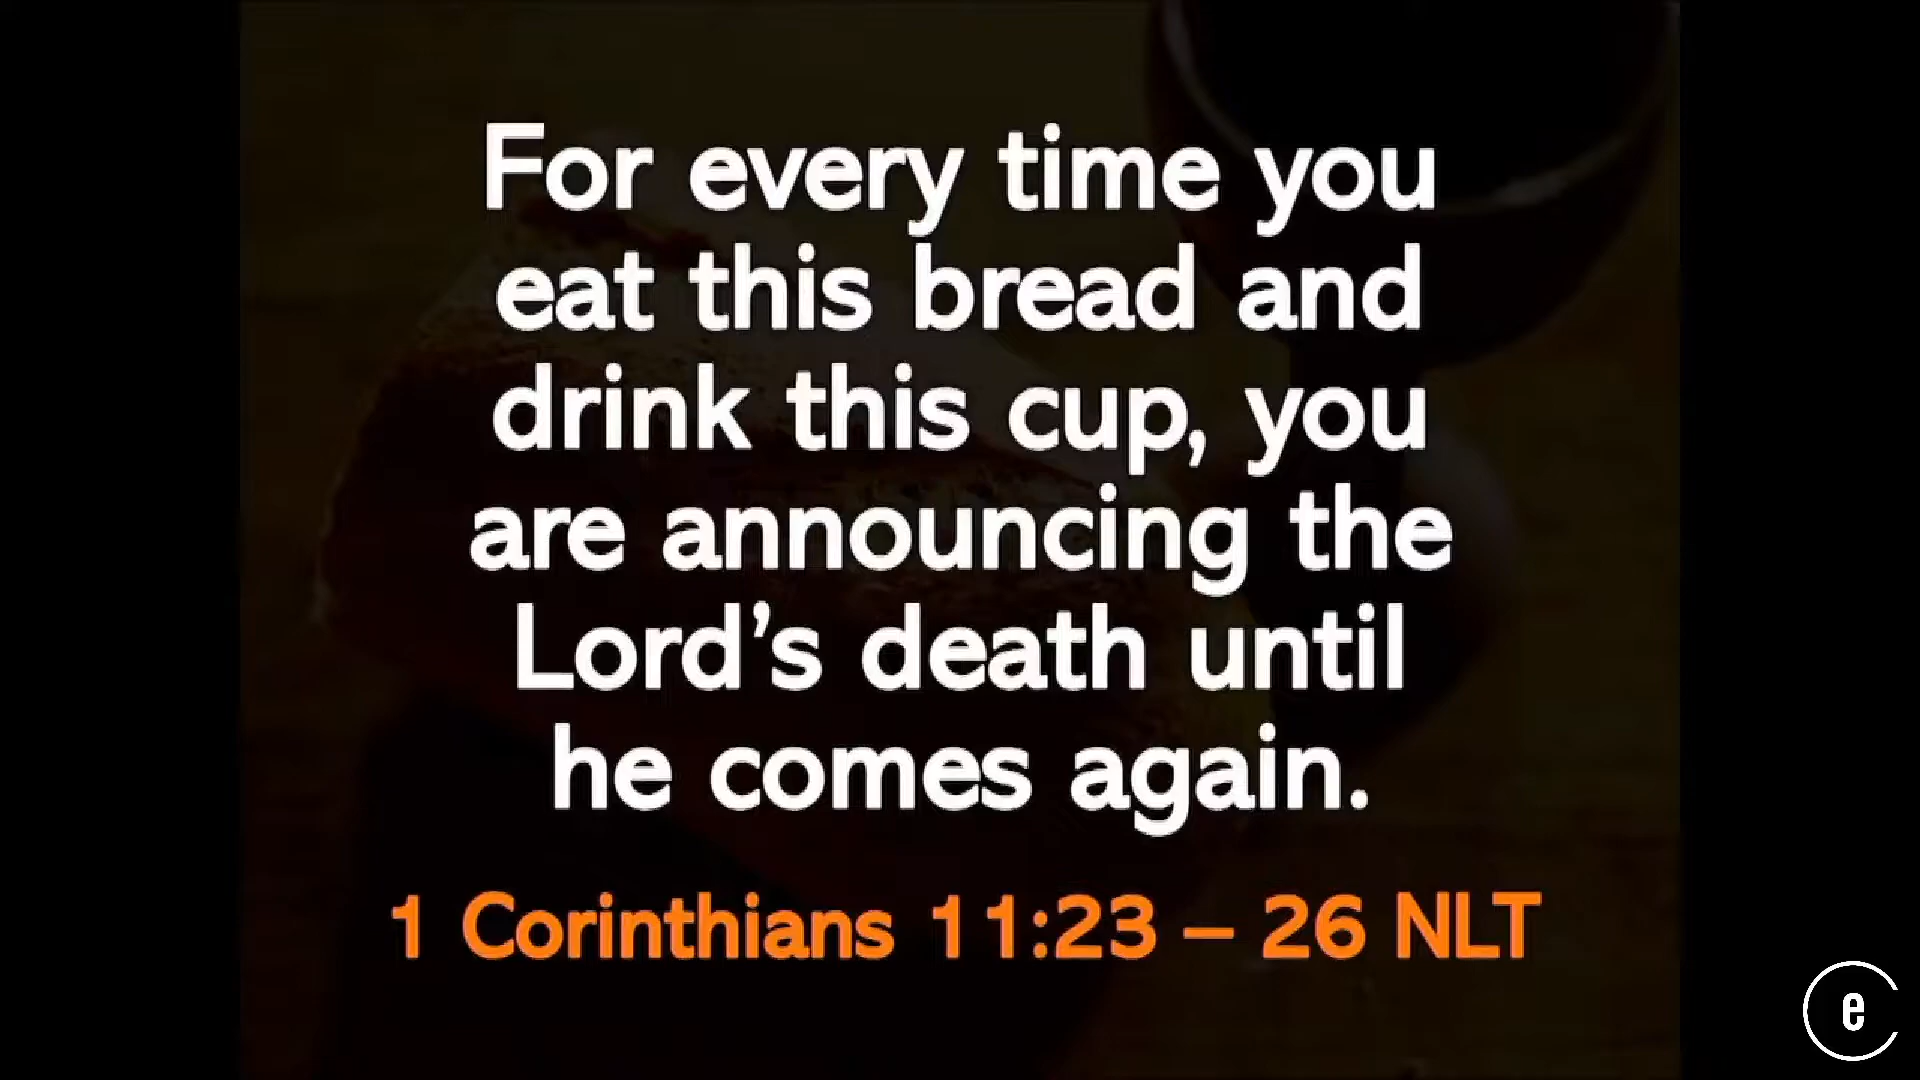 For every time you
eat this bread and
drink this cup, you
are announcing the
Lord’s death until
he comes again.
1 Corinthians 11:23 – 26 NLT
e